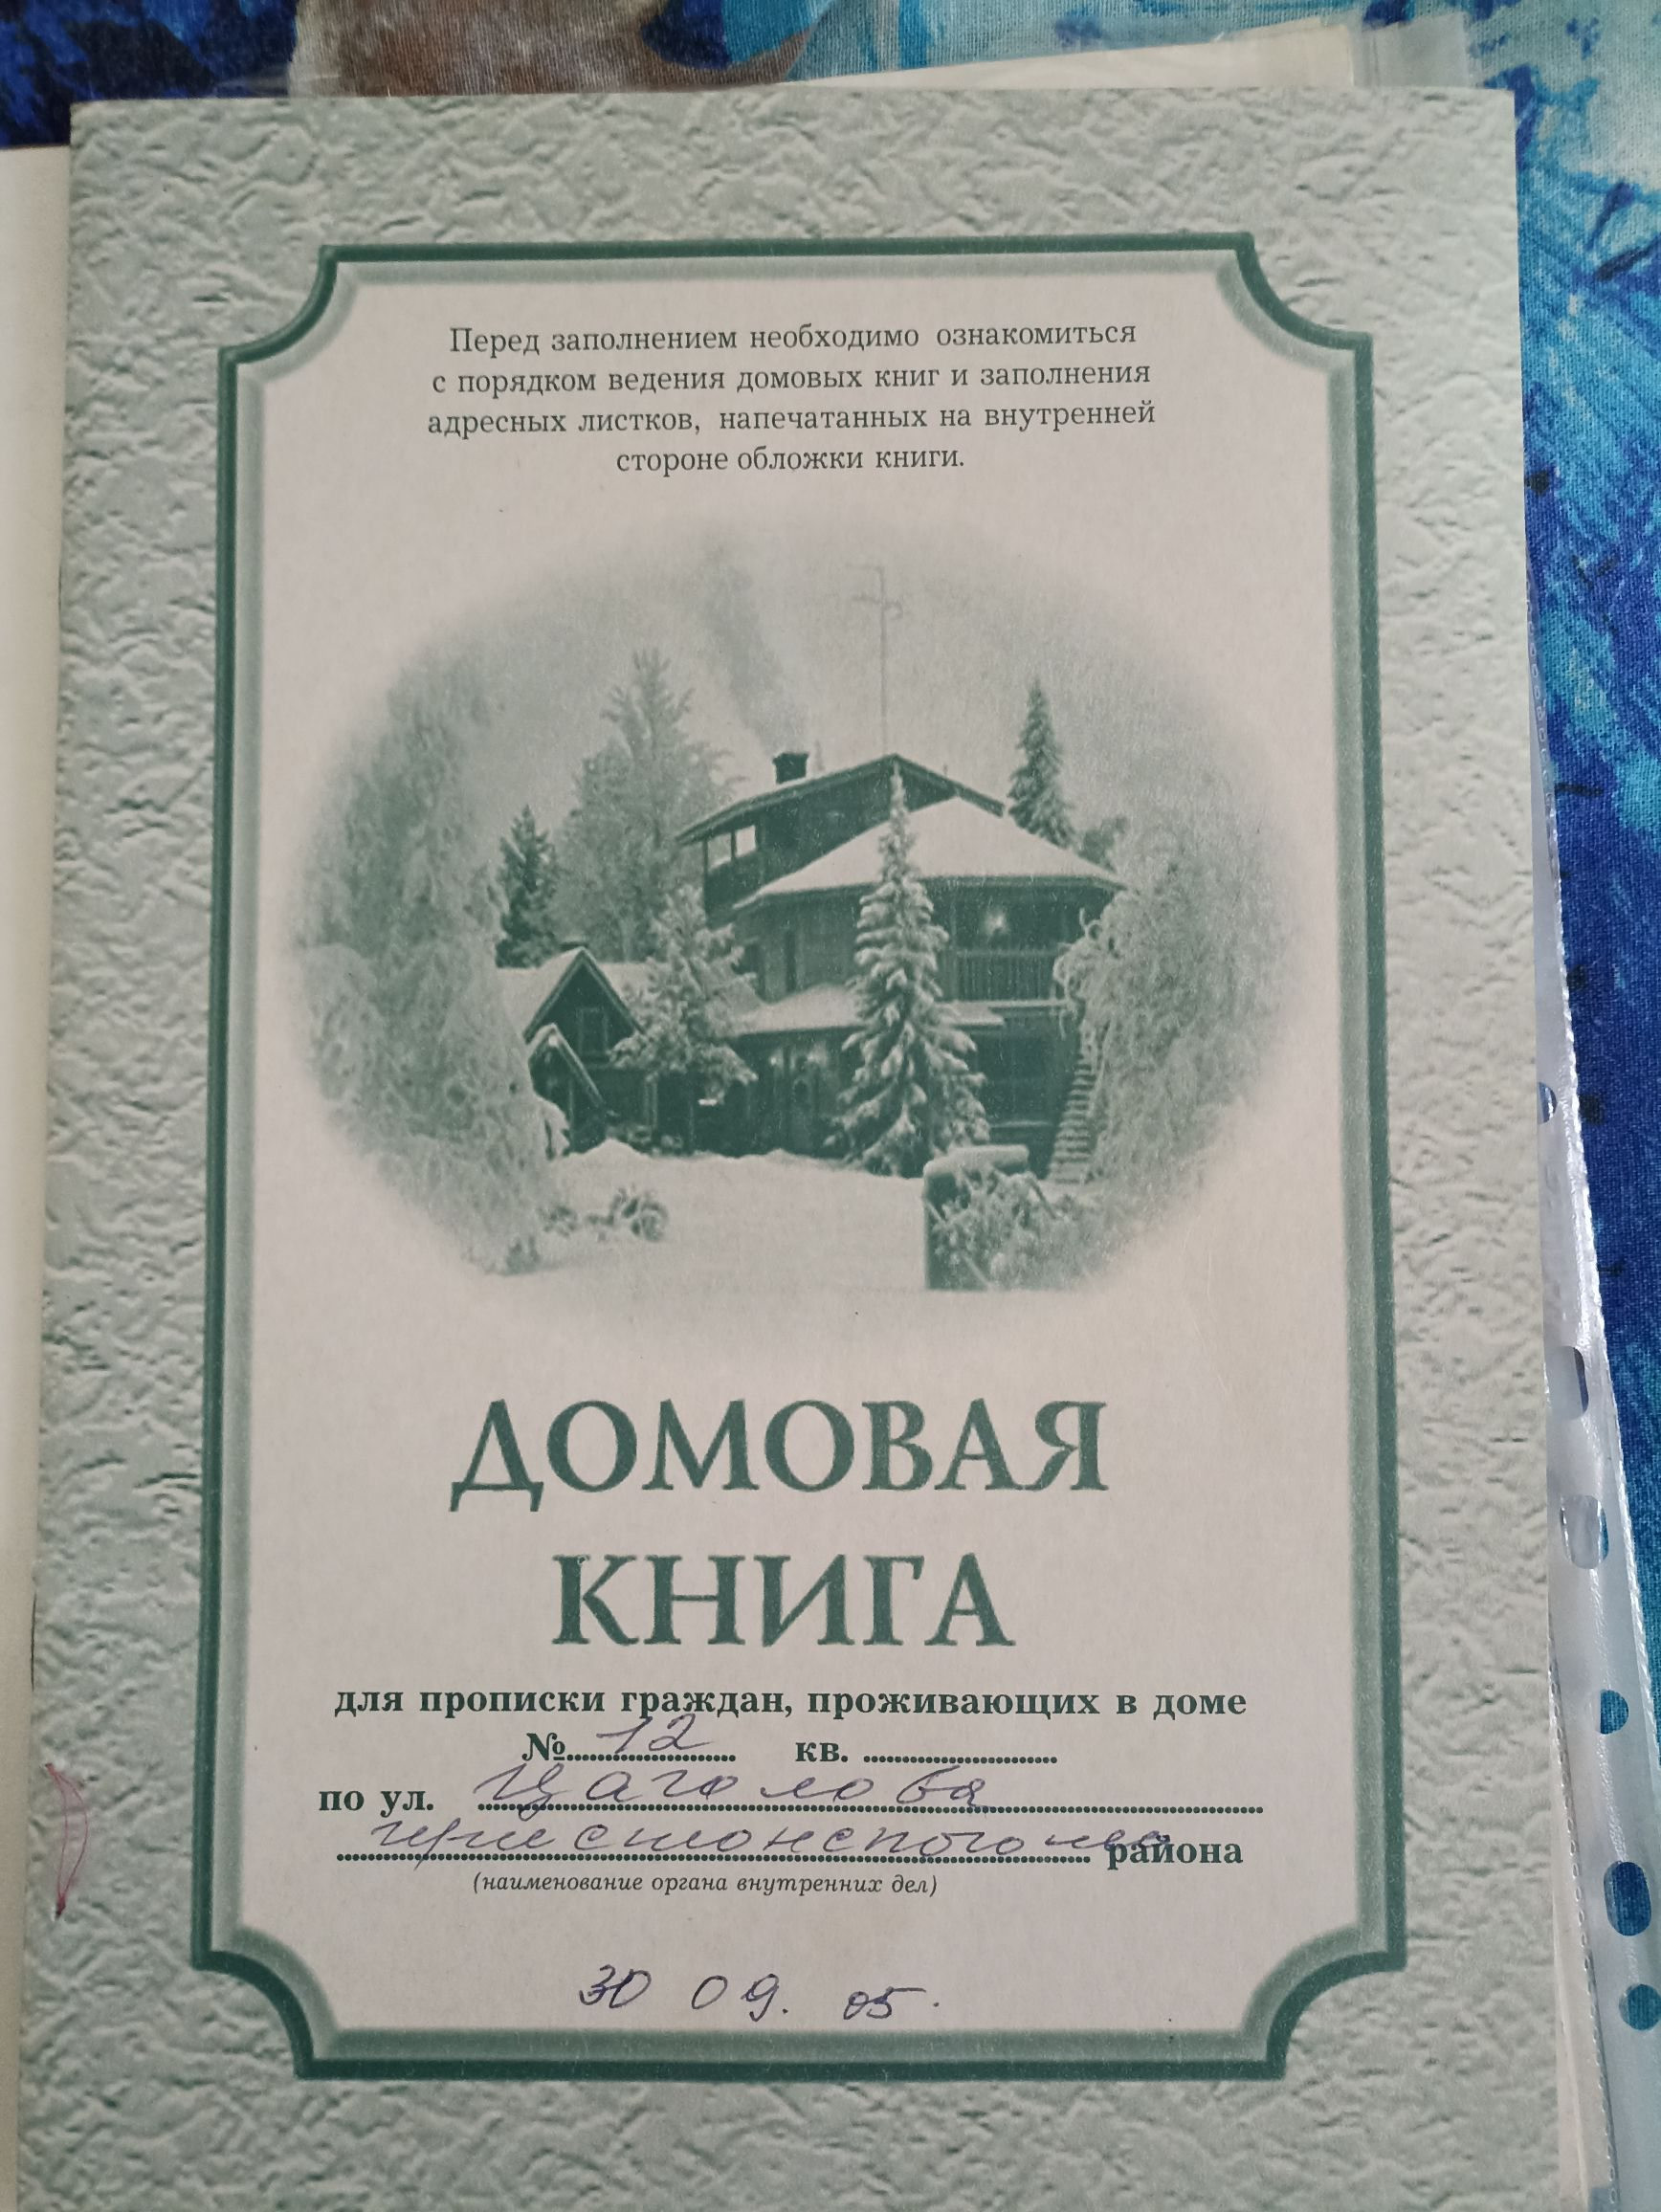 Перед заполнением необходимо ознакомиться
с порядком ведения домовых книг и заполнения
адресных листков, напечатанных на внутренней
стороне обложки книги.
ДОМОВАЯ
КНИГА
для прописки граждан, проживающих в доме
№ 12 кв.
по ул. Цаголова
района
(наименование органа внутренних дел)
30 09. 05.